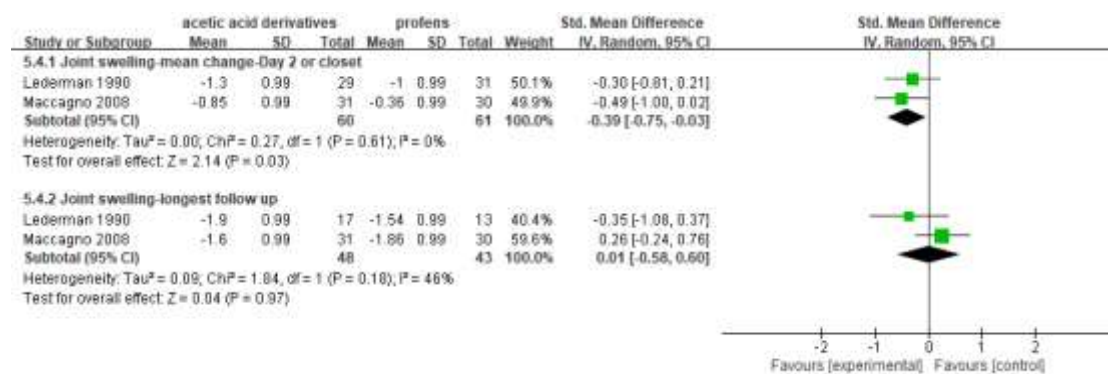 acetic acid derivatives profens Std. Mean Difference Std. Mean Difference
Study or Subgroup Mean SD Total Mean SD Total Weight IV. Random, 95% CI IV. Random, 95% CI
5.4.1 Joint swelling-mean change-Day 2 or closet
Lederman 1990 -1.3 0.99 29 -1 0.99 31 50.1% -0.30 [-0.81, 0.21]
Maccagno 2008 -0.85 0.99 31 -0.36 0.99 30 49.9% -0.49 [-1.00, 0.02]
Subtotal (95% CI) 60 61 100.0% -0.39 [-0.75, -0.03]
Heterogeneity: Tau² = 0.00; Chi² = 0.27, df = 1 (P = 0.61); I² = 0%
Test for overall effect: Z = 2.14 (P = 0.03)
5.4.2 Joint swelling-longest follow up
Lederman 1990 -1.9 0.99 17 -1.54 0.99 13 40.4% -0.35 [-1.08, 0.37]
Maccagno 2008 -1.6 0.99 31 -1.86 0.99 30 59.6% 0.26 [-0.24, 0.76]
Subtotal (95% CI) 48 43 100.0% 0.01 [-0.58, 0.60]
Heterogeneity: Tau² = 0.09; Chi² = 1.84, df = 1 (P = 0.18); I² = 46%
Test for overall effect: Z = 0.04 (P = 0.97)
-2 -1 0 1 2
Favours [experimental] Favours [control]